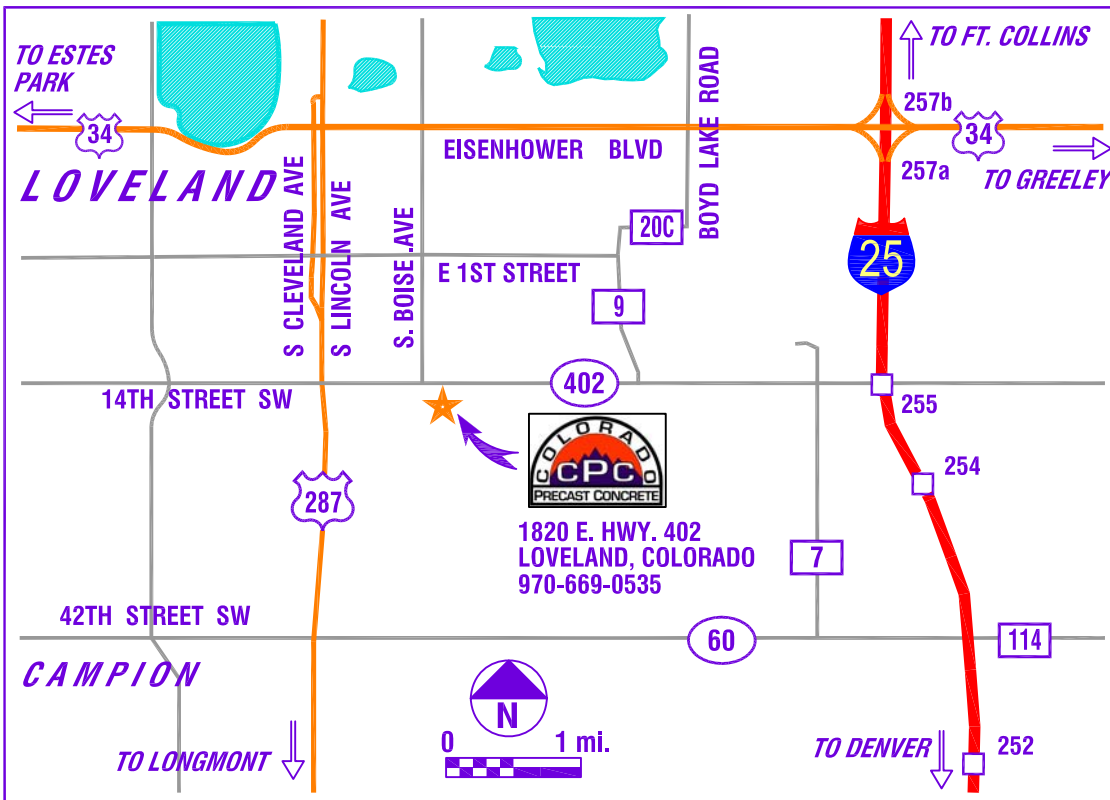 TO ESTES
PARK
TO FT. COLLINS
257b
34
34
EISENHOWER BLVD
257a
TO GREELEY
LOVELAND
S CLEVELAND AVE
S LINCOLN AVE
S. BOISE.AVE
BOYD LAKE ROAD
20C
25
E 1ST STREET
9
402
14TH STREET SW
255
COLORADO
CPC
PRECAST CONCRETE
254
287
1820 E. HWY. 402
LOVELAND, COLORADO
970-669-0535
7
42TH STREET SW
60
114
CAMPION
N
0 1 mi.
TO LONGMONT
TO DENVER
252